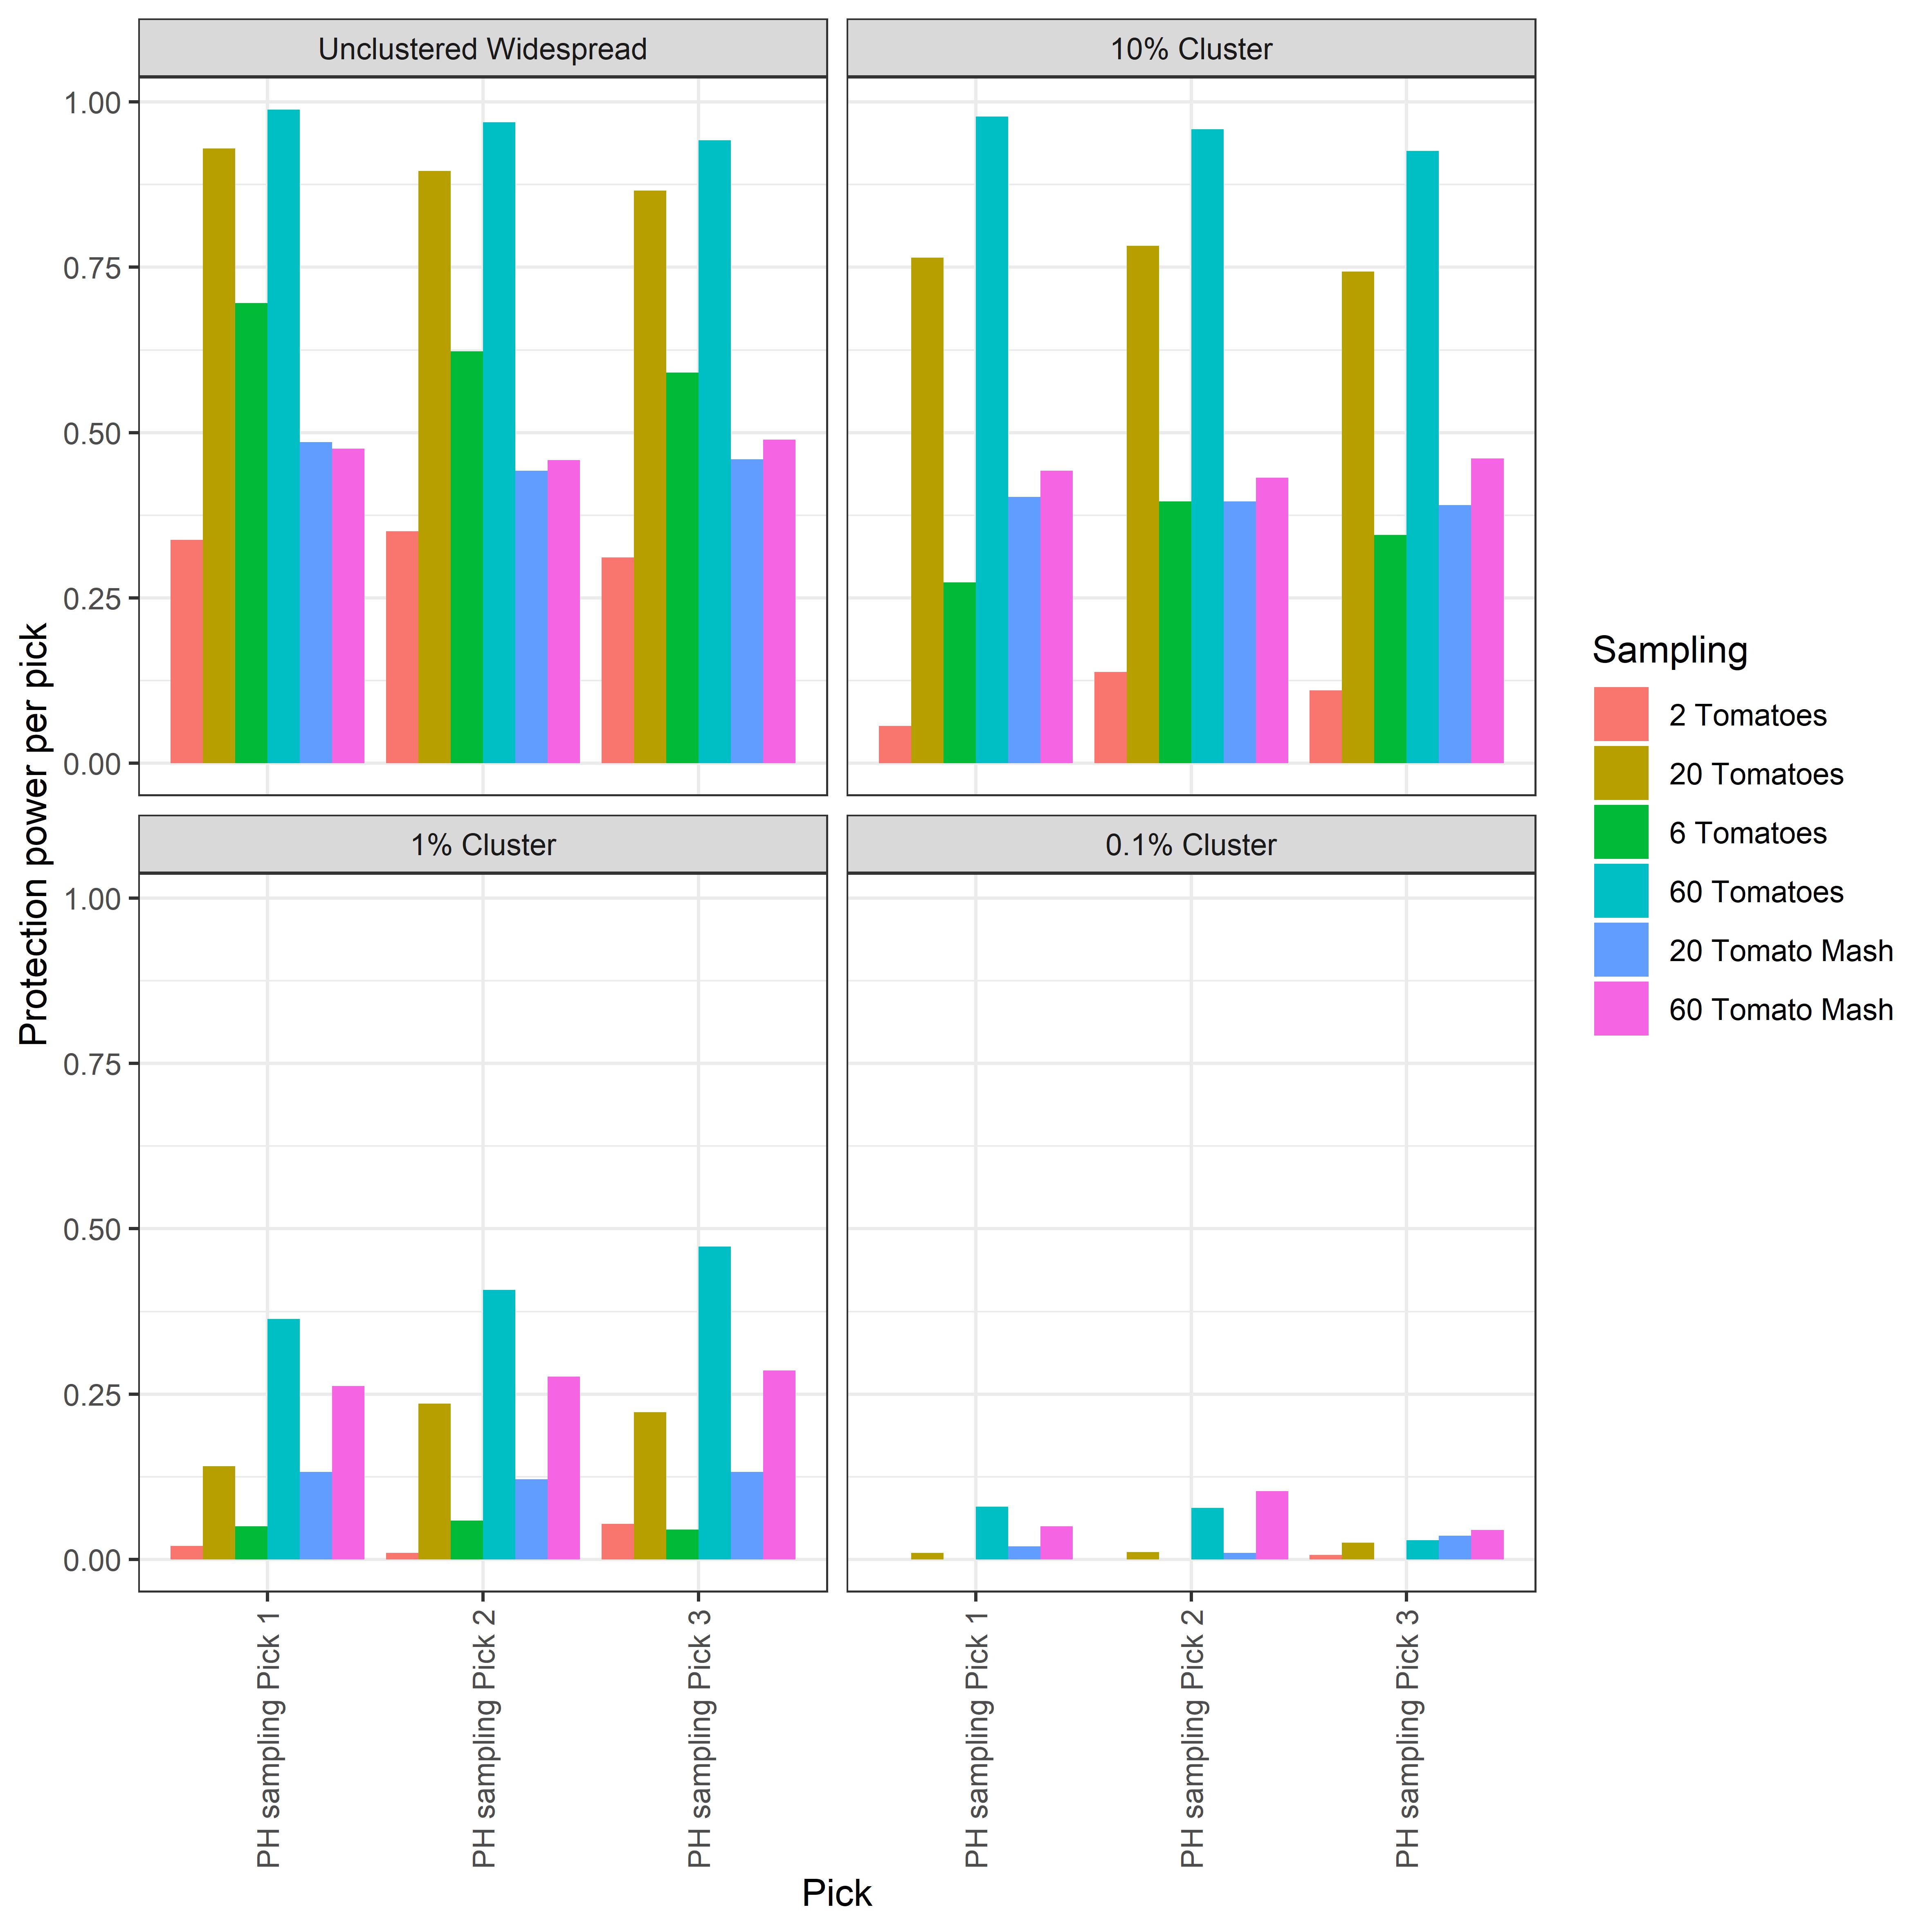 Unclustered Widespread
10% Cluster
1.00
0.75
0.50
0.25
0.00
1% Cluster
0.1% Cluster
1.00
0.75
0.50
0.25
0.00
PH sampling Pick 1
PH sampling Pick 2
PH sampling Pick 3
PH sampling Pick 1
PH sampling Pick 2
PH sampling Pick 3
Pick
Protection power per pick
Sampling
2 Tomatoes
20 Tomatoes
6 Tomatoes
60 Tomatoes
20 Tomato Mash
60 Tomato Mash